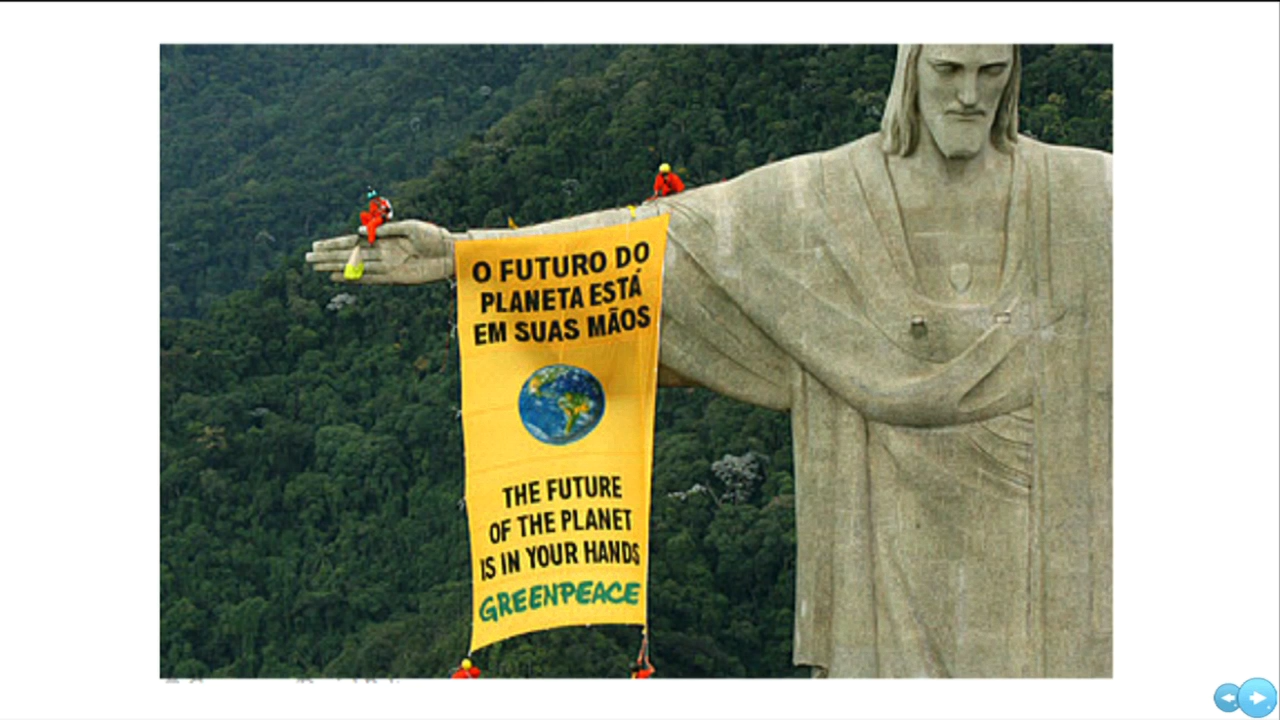 O FUTURO DO
PLANETA ESTÁ
EM SUAS MÃOS
THE FUTURE
OF THE PLANET
IS IN YOUR HANDS
GREENPEACE